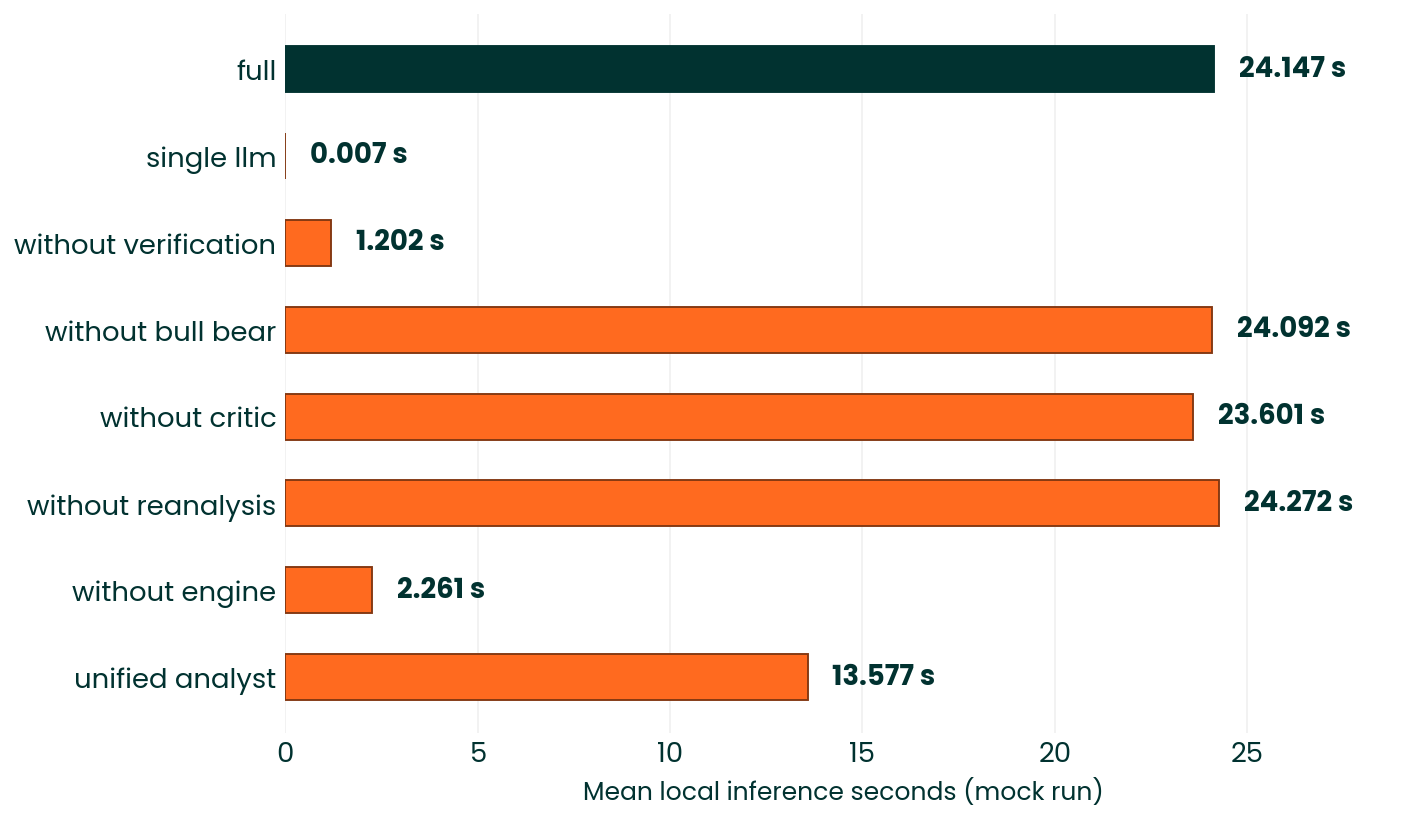 full 24.147 s
single llm 0.007 s
without verification 1.202 s
without bull bear 24.092 s
without critic 23.601 s
without reanalysis 24.272 s
without engine 2.261 s
unified analyst 13.577 s
0 5 10 15 20 25
Mean local inference seconds (mock run)